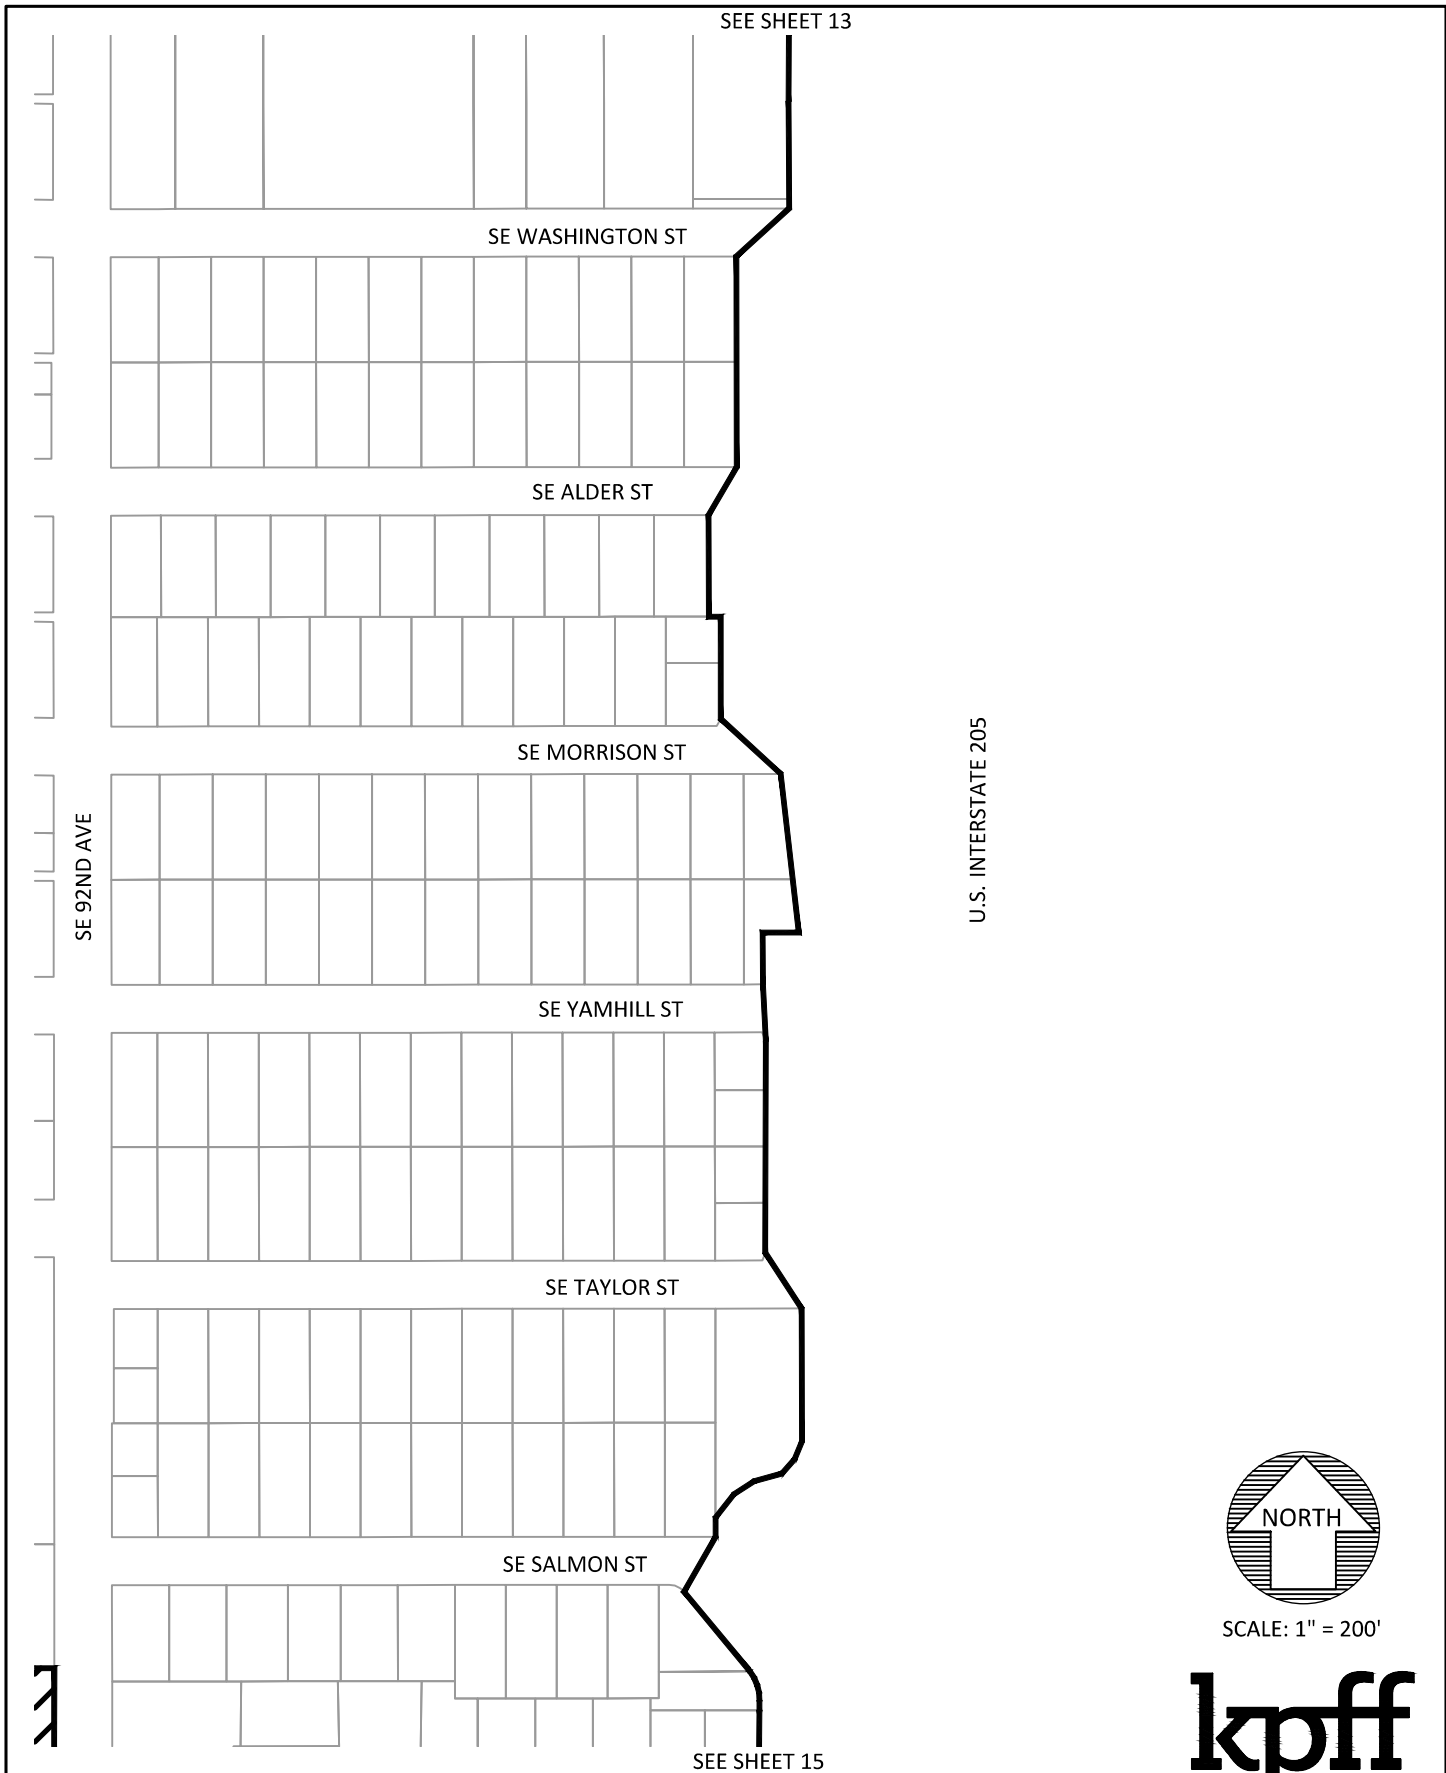 SEE SHEET 13
SE WASHINGTON ST
SE ALDER ST
SE MORRISON ST
U.S. INTERSTATE 205
SE 92ND AVE
SE YAMHILL ST
SE TAYLOR ST
NORTH
SE SALMON ST
SCALE: 1" = 200'
kpff
SEE SHEET 15